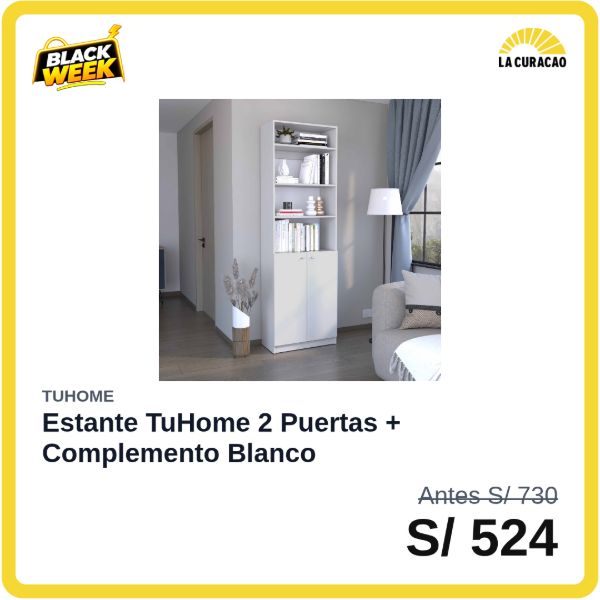 BLACK
WEEK
LA CURACAO
TUHOME
Estante TuHome 2 Puertas +
Complemento Blanco
Antes S/ 730
S/ 524